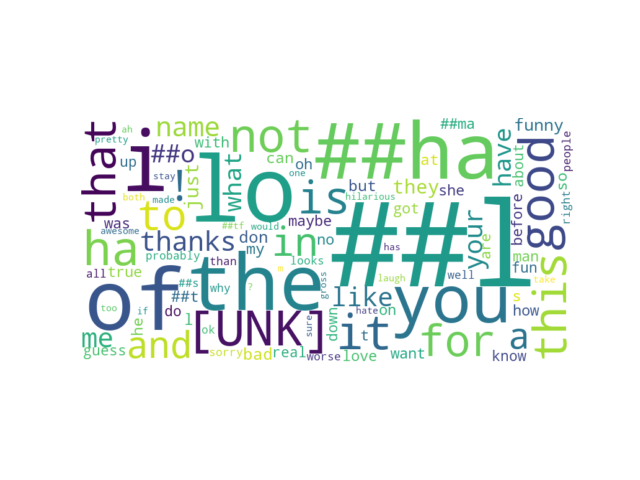 that
i
lo
##ha
the
##l
of
you
[UNK]
it
good
this
not
is
ha
to
in
and
for
a
me
!
##o
name
thanks
like
what
just
have
your
they
with
up
can
oh
but
at
she
##ma
funny
so
people
about
before
right
are
man
fun
s
how
know
want
love
real
bad
sorry
maybe
got
no
my
don
was
true
all
probably
than
##tf
would
looks
one
hilarious
both
made
stay
pretty
ah
awesome
too
he
if
do
##s
##t
l
why
?
ok
guess
m
gross
sure
worse
down
hate
t
on
laugh
has
well
take